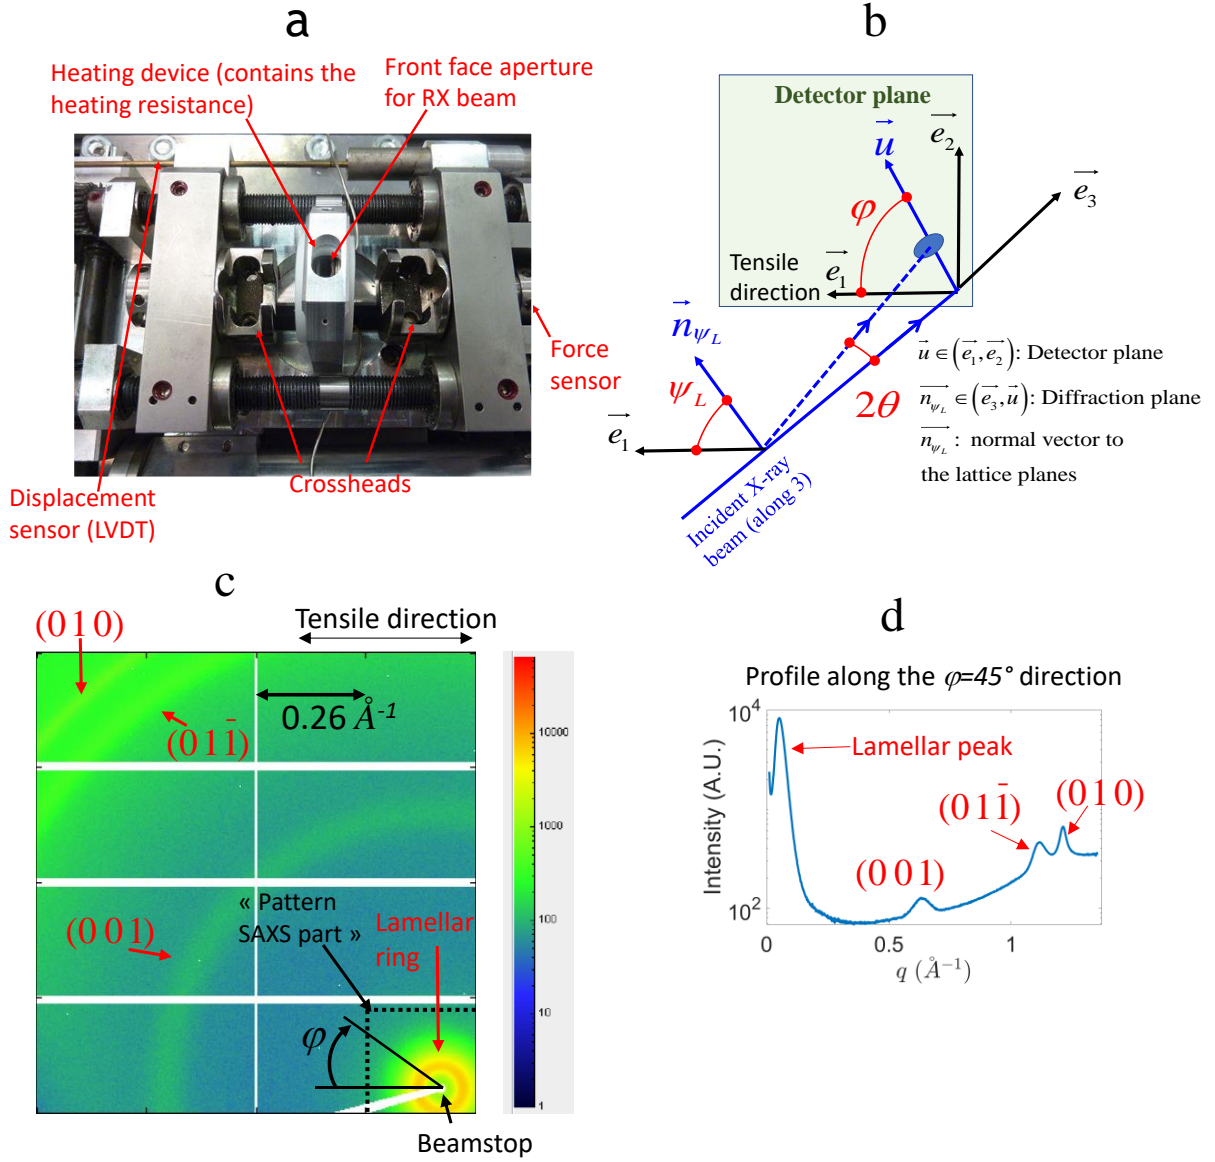 a
Heating device (contains the
heating resistance)
Front face aperture
for RX beam
Force
sensor
Crossheads
Displacement
sensor (LVDT)
b
Detector plane
u⃗
e₂⃗
e₃⃗
φ
Tensile
direction
e₁⃗
n⃗ψL
ψL
e₁⃗
2θ
u⃗ ∈ (e₁⃗, e₂⃗): Detector plane
n⃗ψL ∈ (e₃⃗, u⃗): Diffraction plane
n⃗ψL : normal vector to
the lattice planes
Incident X-ray
beam (along 3)
c
Tensile direction
(0 1 0)
0.26 Å⁻¹
(0 1 1̄)
« Pattern
SAXS part »
Lamellar
ring
(0 0 1)
φ
Beamstop
10000
1000
100
10
1
d
Profile along the φ=45° direction
10⁴
Lamellar peak
(0 1 1̄)
(0 1 0)
(0 0 1)
Intensity (A.U.)
10²
0
0.5
1
q (Å⁻¹)